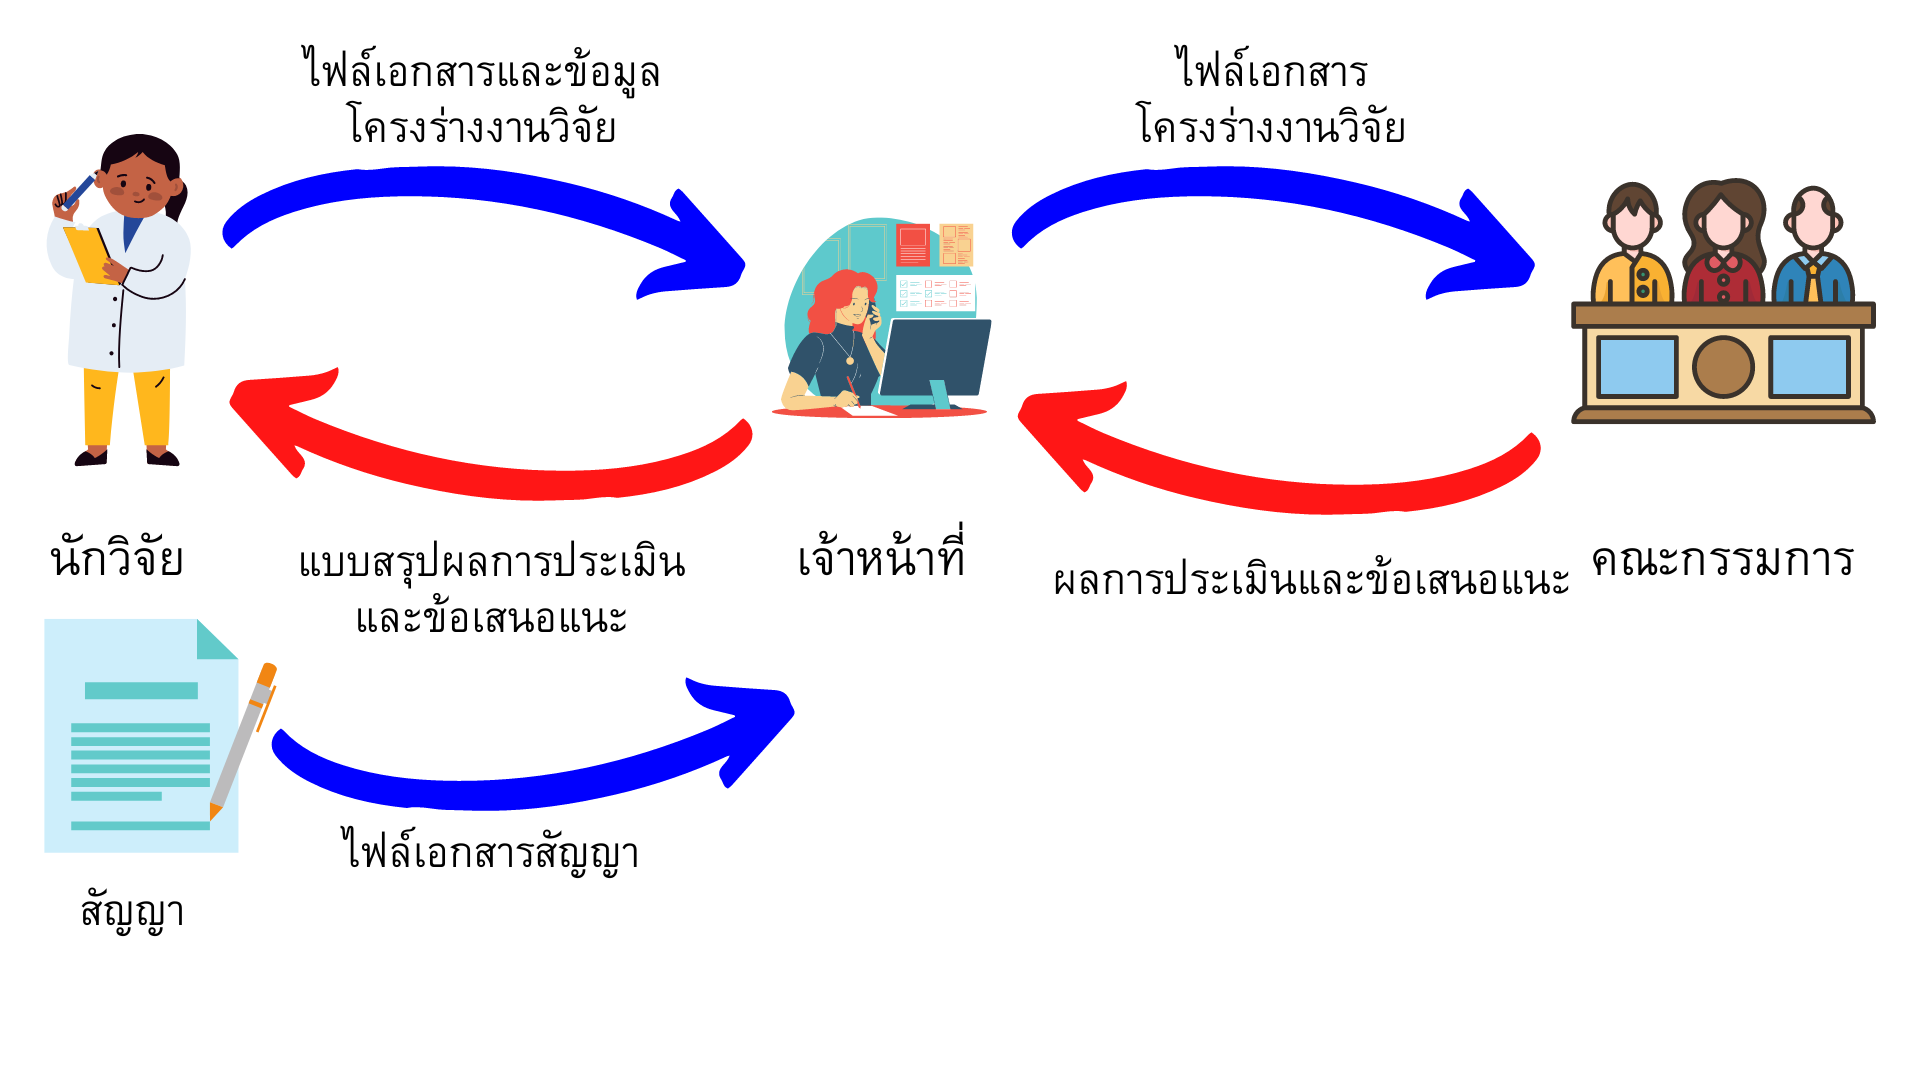 ไฟล์เอกสารและข้อมูล
โครงร่างงานวิจัย
ไฟล์เอกสาร
โครงร่างงานวิจัย
นักวิจัย
แบบสรุปผลการประเมิน
และข้อเสนอแนะ
เจ้าหน้าที่
ผลการประเมินและข้อเสนอแนะ
คณะกรรมการ
ไฟล์เอกสารสัญญา
สัญญา